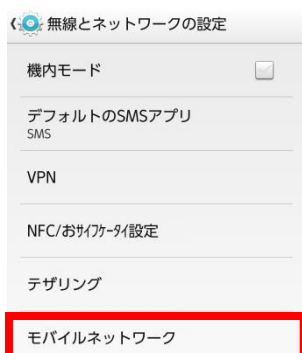 無線とネットワークの設定
機内モード
デフォルトのSMSアプリ
SMS
VPN
NFC/おサイフケータイ設定
テザリング
モバイルネットワーク